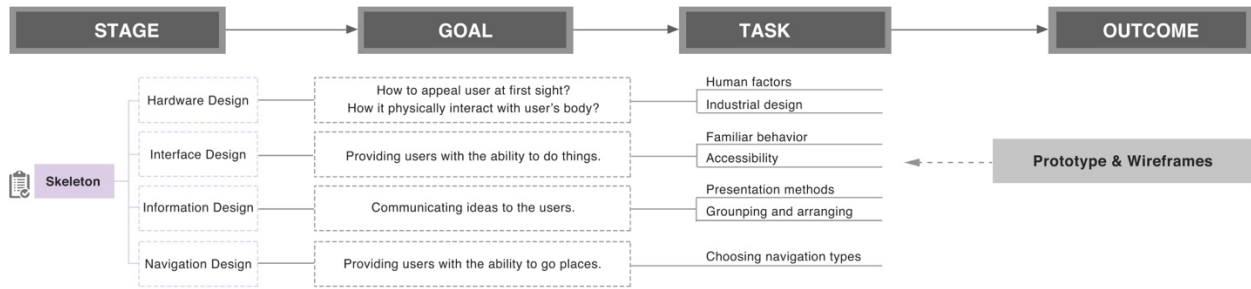 STAGE
GOAL
TASK
OUTCOME
Skeleton
Hardware Design
How to appeal user at first sight?
How it physically interact with user's body?
Human factors
Industrial design
Interface Design
Providing users with the ability to do things.
Familiar behavior
Accessibility
Information Design
Communicating ideas to the users.
Presentation methods
Grounping and arranging
Navigation Design
Providing users with the ability to go places.
Choosing navigation types
Prototype & Wireframes